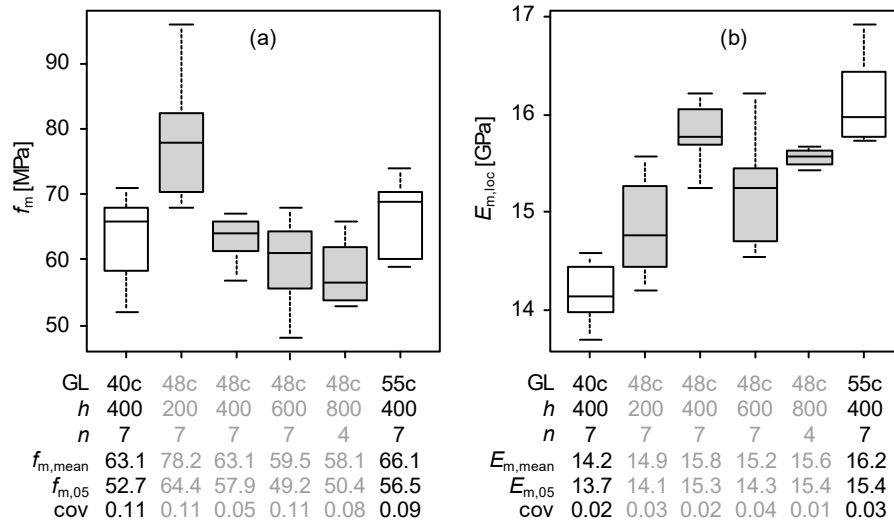 (a)
90
80
70
60
50
f_m [MPa]
GL 40c 48c 48c 48c 48c 55c
h 400 200 400 600 800 400
n 7 7 7 7 4 7
f_m,mean 63.1 78.2 63.1 59.5 58.1 66.1
f_m,05 52.7 64.4 57.9 49.2 50.4 56.5
cov 0.11 0.11 0.05 0.11 0.08 0.09
(b)
17
16
15
14
E_m,loc [GPa]
GL 40c 48c 48c 48c 48c 55c
h 400 200 400 600 800 400
n 7 7 7 7 4 7
E_m,mean 14.2 14.9 15.8 15.2 15.6 16.2
E_m,05 13.7 14.1 15.3 14.3 15.4 15.4
cov 0.02 0.03 0.02 0.04 0.01 0.03